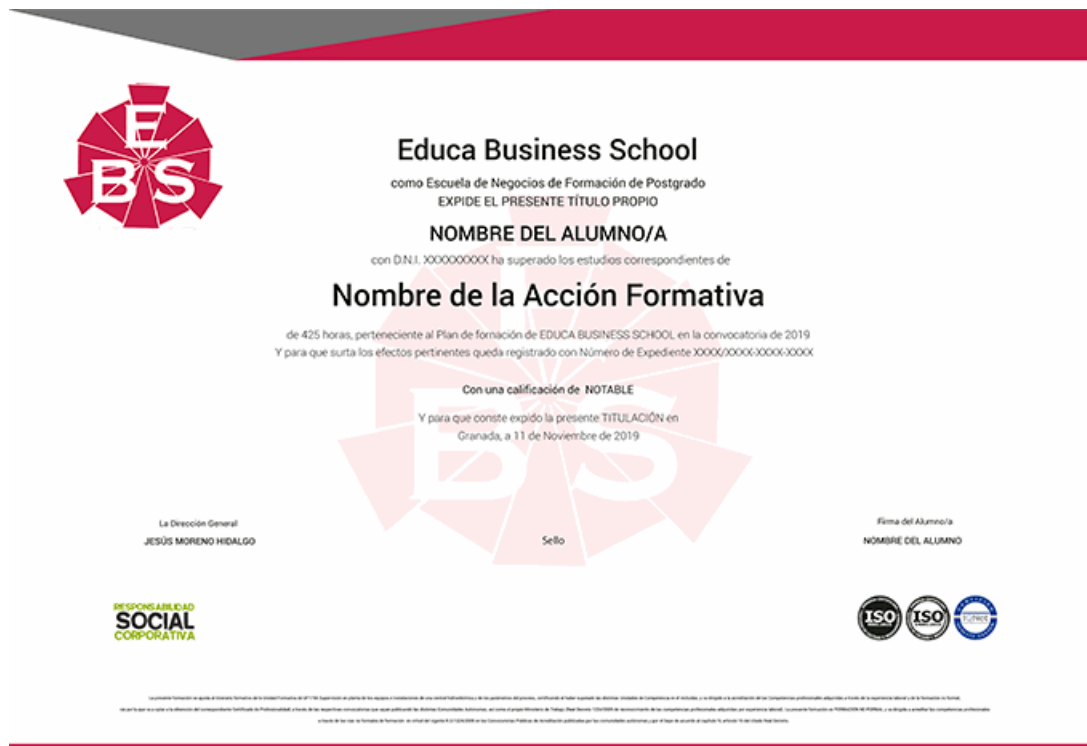 E
BS
Educa Business School
como Escuela de Negocios de Formación de Postgrado
EXPIDE EL PRESENTE TÍTULO PROPIO
NOMBRE DEL ALUMNO/A
con D.N.I. XXXXXXXXX ha superado los estudios correspondientes de
Nombre de la Acción Formativa
de 425 horas, perteneciente al Plan de fornación de EDUCA BUSINESS SCHOOL en la convocatoria de 2019
Y para que surta los efectos pertinentes queda registrado con Número de Expediente XXXX/XXXX-XXXX-XXXX
Con una calificación de NOTABLE
Y para que conste expido la presente TITULACIÓN en
Granada, a 11 de Noviembre de 2019
La Dirección General
JESÚS MORENO HIDALGO
Sello
Firma del Alumno/a
NOMBRE DEL ALUMNO
RESPONSABILIDAD
SOCIAL
CORPORATIVA
ISO
ISO
IQNet